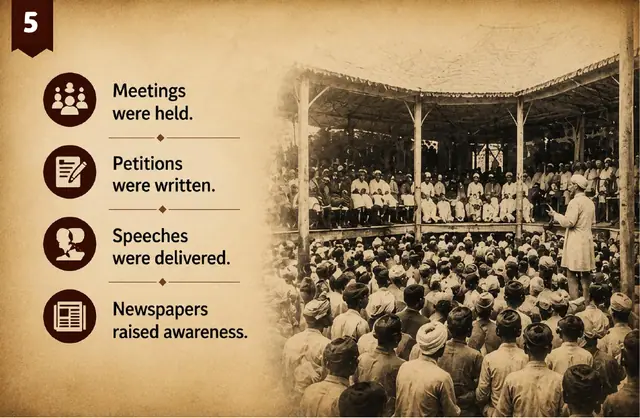 5
Meetings
were held.
Petitions
were written.
Speeches
were delivered.
Newspapers
raised awareness.